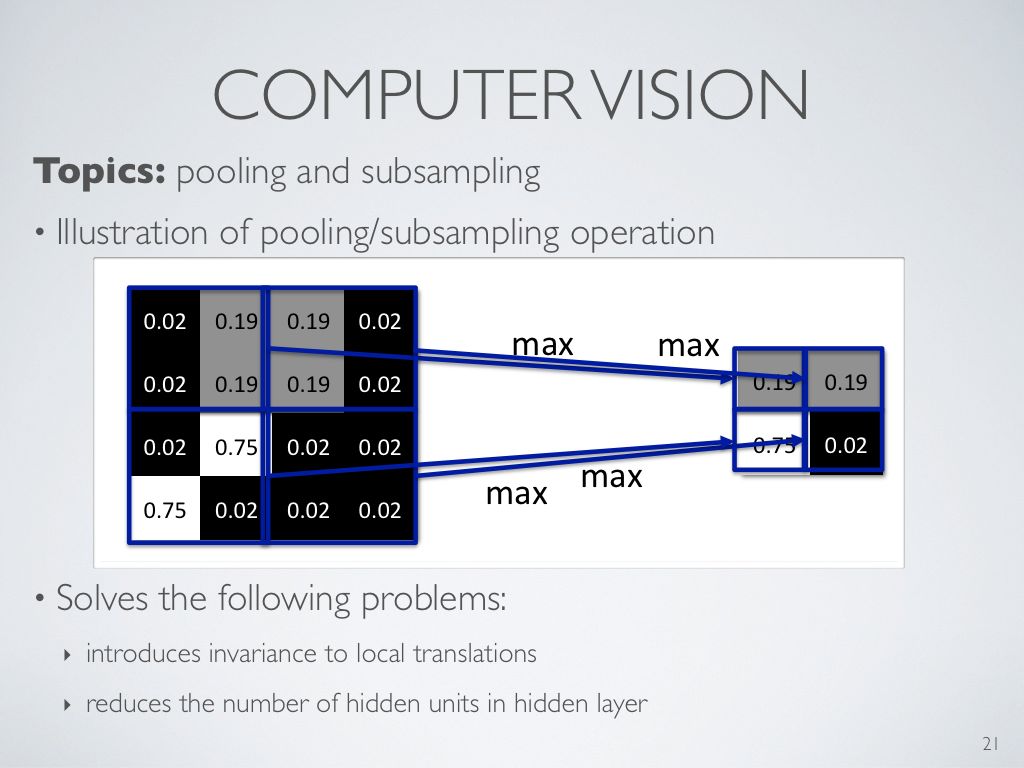 COMPUTER VISION
Topics: pooling and subsampling
• Illustration of pooling/subsampling operation
0.02 0.19 0.19 0.02
0.02 0.19 0.19 0.02
0.02 0.75 0.02 0.02
0.75 0.02 0.02 0.02
max max
max max
0.19 0.19
0.75 0.02
• Solves the following problems:
‣ introduces invariance to local translations
‣ reduces the number of hidden units in hidden layer
21